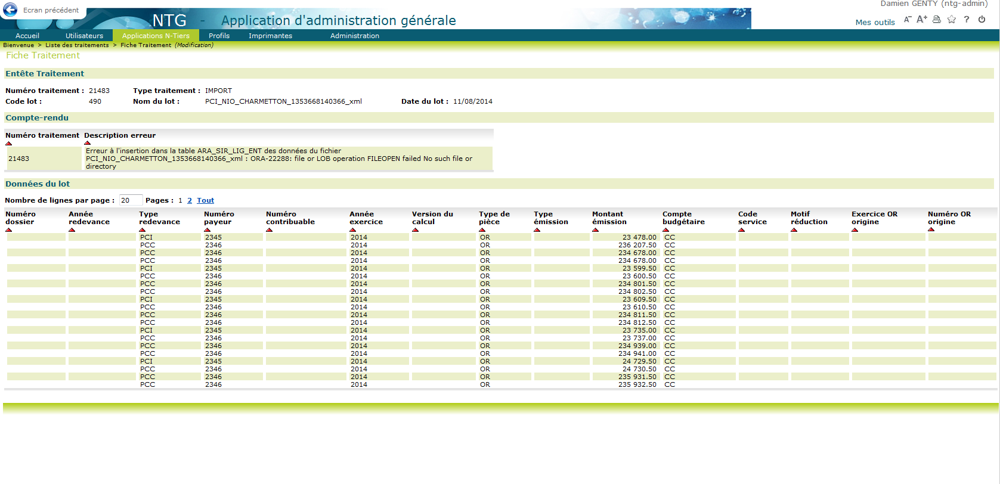 Ecran précédent
Damien GENTY (ntg-admin)
NTG - Application d'administration générale
Mes outils A⁻ A⁺ ?
Accueil Utilisateurs Applications N-Tiers Profils Imprimantes Administration
Bienvenue > Liste des traitements > Fiche Traitement (Modification)
Fiche Traitement
Entête Traitement
Numéro traitement : 21483 Type traitement : IMPORT
Code lot : 490 Nom du lot : PCI_NIO_CHARMETTON_1353668140366_xml Date du lot : 11/08/2014
Compte-rendu
Numéro traitement Description erreur
Erreur à l'insertion dans la table ARA_SIR_LIG_ENT des données du fichier
21483 PCI_NIO_CHARMETTON_1353668140366_xml : ORA-22288: file or LOB operation FILEOPEN failed No such file or
directory
Données du lot
Nombre de lignes par page : 20 Pages : 1 2 Tout
Numéro Année Type Numéro Numéro Année Version du Type de Type Montant Compte Code Motif Exercice OR Numéro OR
dossier redevance redevance payeur contribuable exercice calcul pièce émission émission budgétaire service réduction origine origine
PCI 2345 2014 OR 23 478.00 CC
PCC 2346 2014 OR 236 207.50 CC
PCC 2346 2014 OR 234 678.00 CC
PCC 2346 2014 OR 234 678.00 CC
PCI 2345 2014 OR 23 599.50 CC
PCC 2346 2014 OR 23 600.50 CC
PCC 2346 2014 OR 234 801.50 CC
PCC 2346 2014 OR 234 802.50 CC
PCI 2345 2014 OR 23 609.50 CC
PCC 2346 2014 OR 23 610.50 CC
PCC 2346 2014 OR 234 811.50 CC
PCC 2346 2014 OR 234 812.50 CC
PCI 2345 2014 OR 23 735.00 CC
PCC 2346 2014 OR 23 737.00 CC
PCC 2346 2014 OR 234 939.00 CC
PCC 2346 2014 OR 234 941.00 CC
PCI 2345 2014 OR 24 729.50 CC
PCC 2346 2014 OR 24 730.50 CC
PCC 2346 2014 OR 235 931.50 CC
PCC 2346 2014 OR 235 932.50 CC